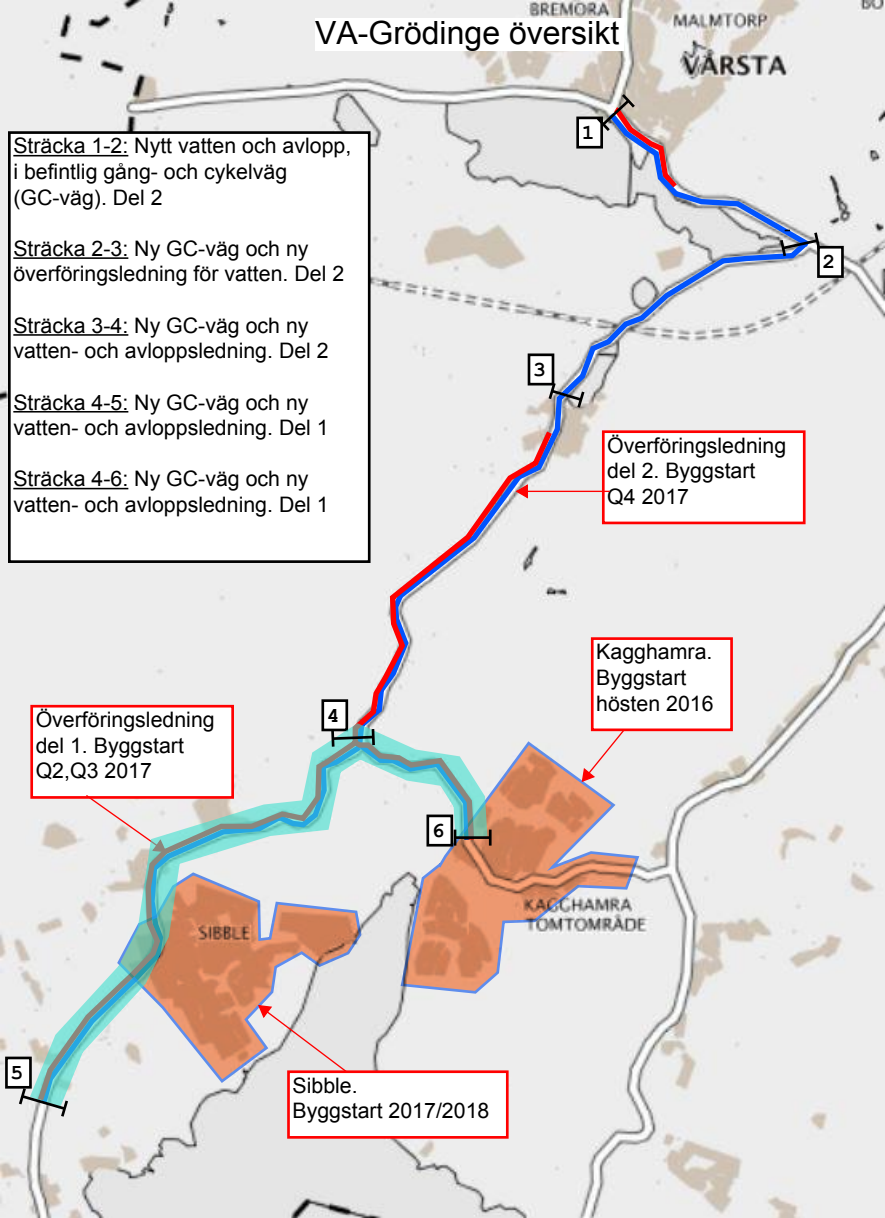 BREMORA
BO
VA-Grödinge översikt
MALMTORP
VÅRSTA
1
Sträcka 1-2: Nytt vatten och avlopp,
i befintlig gång- och cykelväg
(GC-väg). Del 2
Sträcka 2-3: Ny GC-väg och ny
överföringsledning för vatten. Del 2
Sträcka 3-4: Ny GC-väg och ny
vatten- och avloppsledning. Del 2
Sträcka 4-5: Ny GC-väg och ny
vatten- och avloppsledning. Del 1
Sträcka 4-6: Ny GC-väg och ny
vatten- och avloppsledning. Del 1
2
3
Överföringsledning
del 2. Byggstart
Q4 2017
Kagghamra.
Byggstart
hösten 2016
4
Överföringsledning
del 1. Byggstart
Q2,Q3 2017
6
KAGGHAMRA
TOMTOMRÅDE
SIBBLE
5
Sibble.
Byggstart 2017/2018